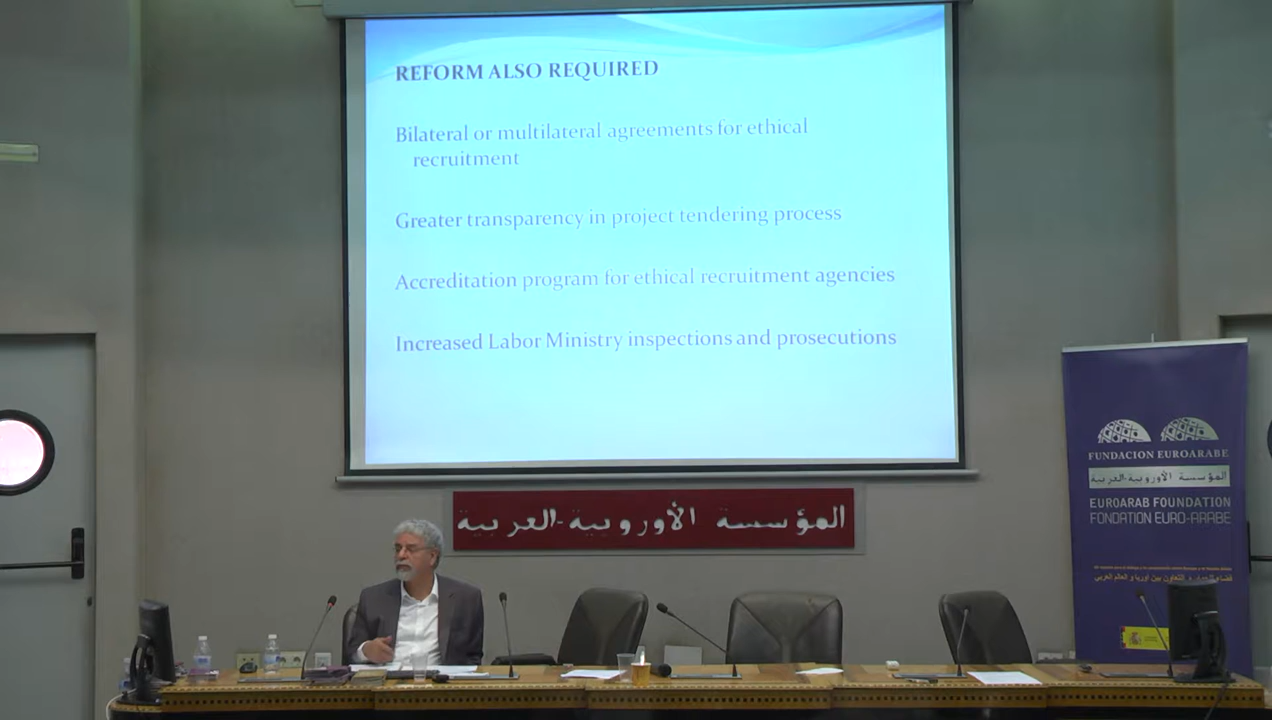 REFORM ALSO REQUIRED
Bilateral or multilateral agreements for ethical
recruitment
Greater transparency in project tendering process
Accreditation program for ethical recruitment agencies
Increased Labor Ministry inspections and prosecutions
المؤسسة الأوروبية-العربية
FUNDACION EUROARABE
المؤسسة الأوروبية-العربية
EUROARAB FOUNDATION
FONDATION EURO-ARABE